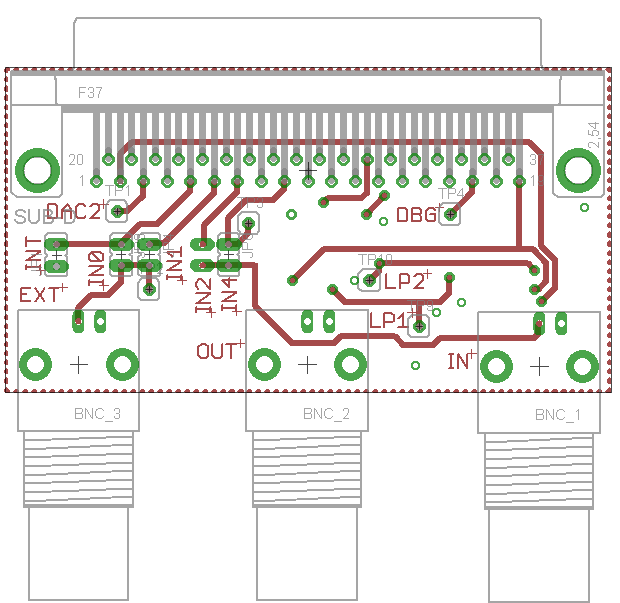 F37
2,54
20
3
1
TP1
DAC2
SUB-D
TP4
DBG
INT
IN0
IN1
TP10
LP2
EXT
IN2
IN4
LP1
OUT
IN
BNC_3
BNC_2
BNC_1